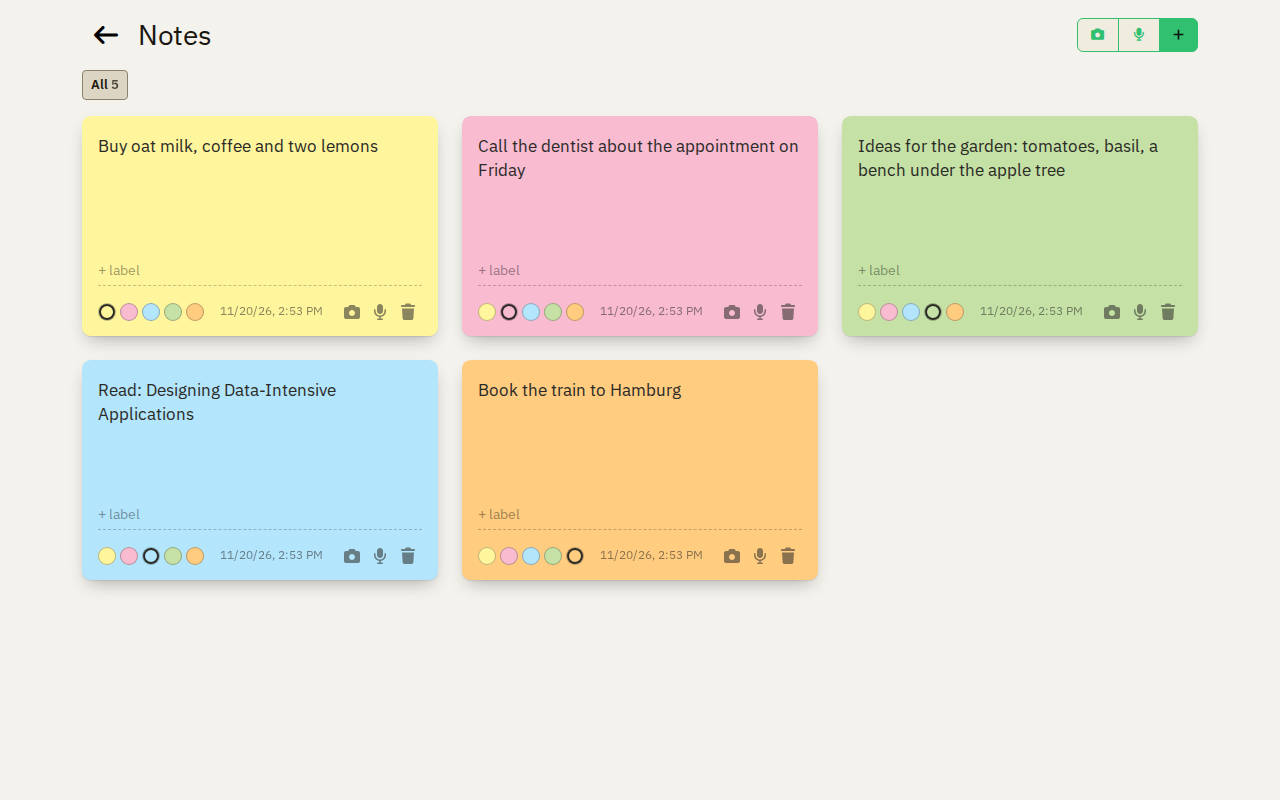 Notes
All 5
Buy oat milk, coffee and two lemons
+ label
11/20/26, 2:53 PM
Call the dentist about the appointment on
Friday
+ label
11/20/26, 2:53 PM
Ideas for the garden: tomatoes, basil, a
bench under the apple tree
+ label
11/20/26, 2:53 PM
Read: Designing Data-Intensive
Applications
+ label
11/20/26, 2:53 PM
Book the train to Hamburg
+ label
11/20/26, 2:53 PM